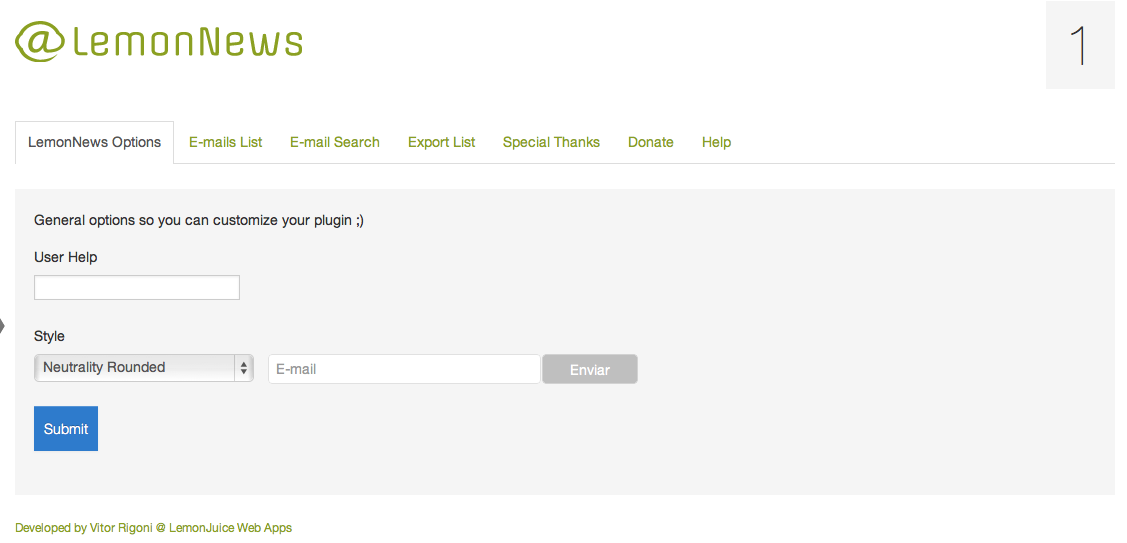 @LemonNews
1
LemonNews Options E-mails List E-mail Search Export List Special Thanks Donate Help
General options so you can customize your plugin ;)
User Help
Style
Neutrality Rounded E-mail Enviar
Submit
Developed by Vitor Rigoni @ LemonJuice Web Apps